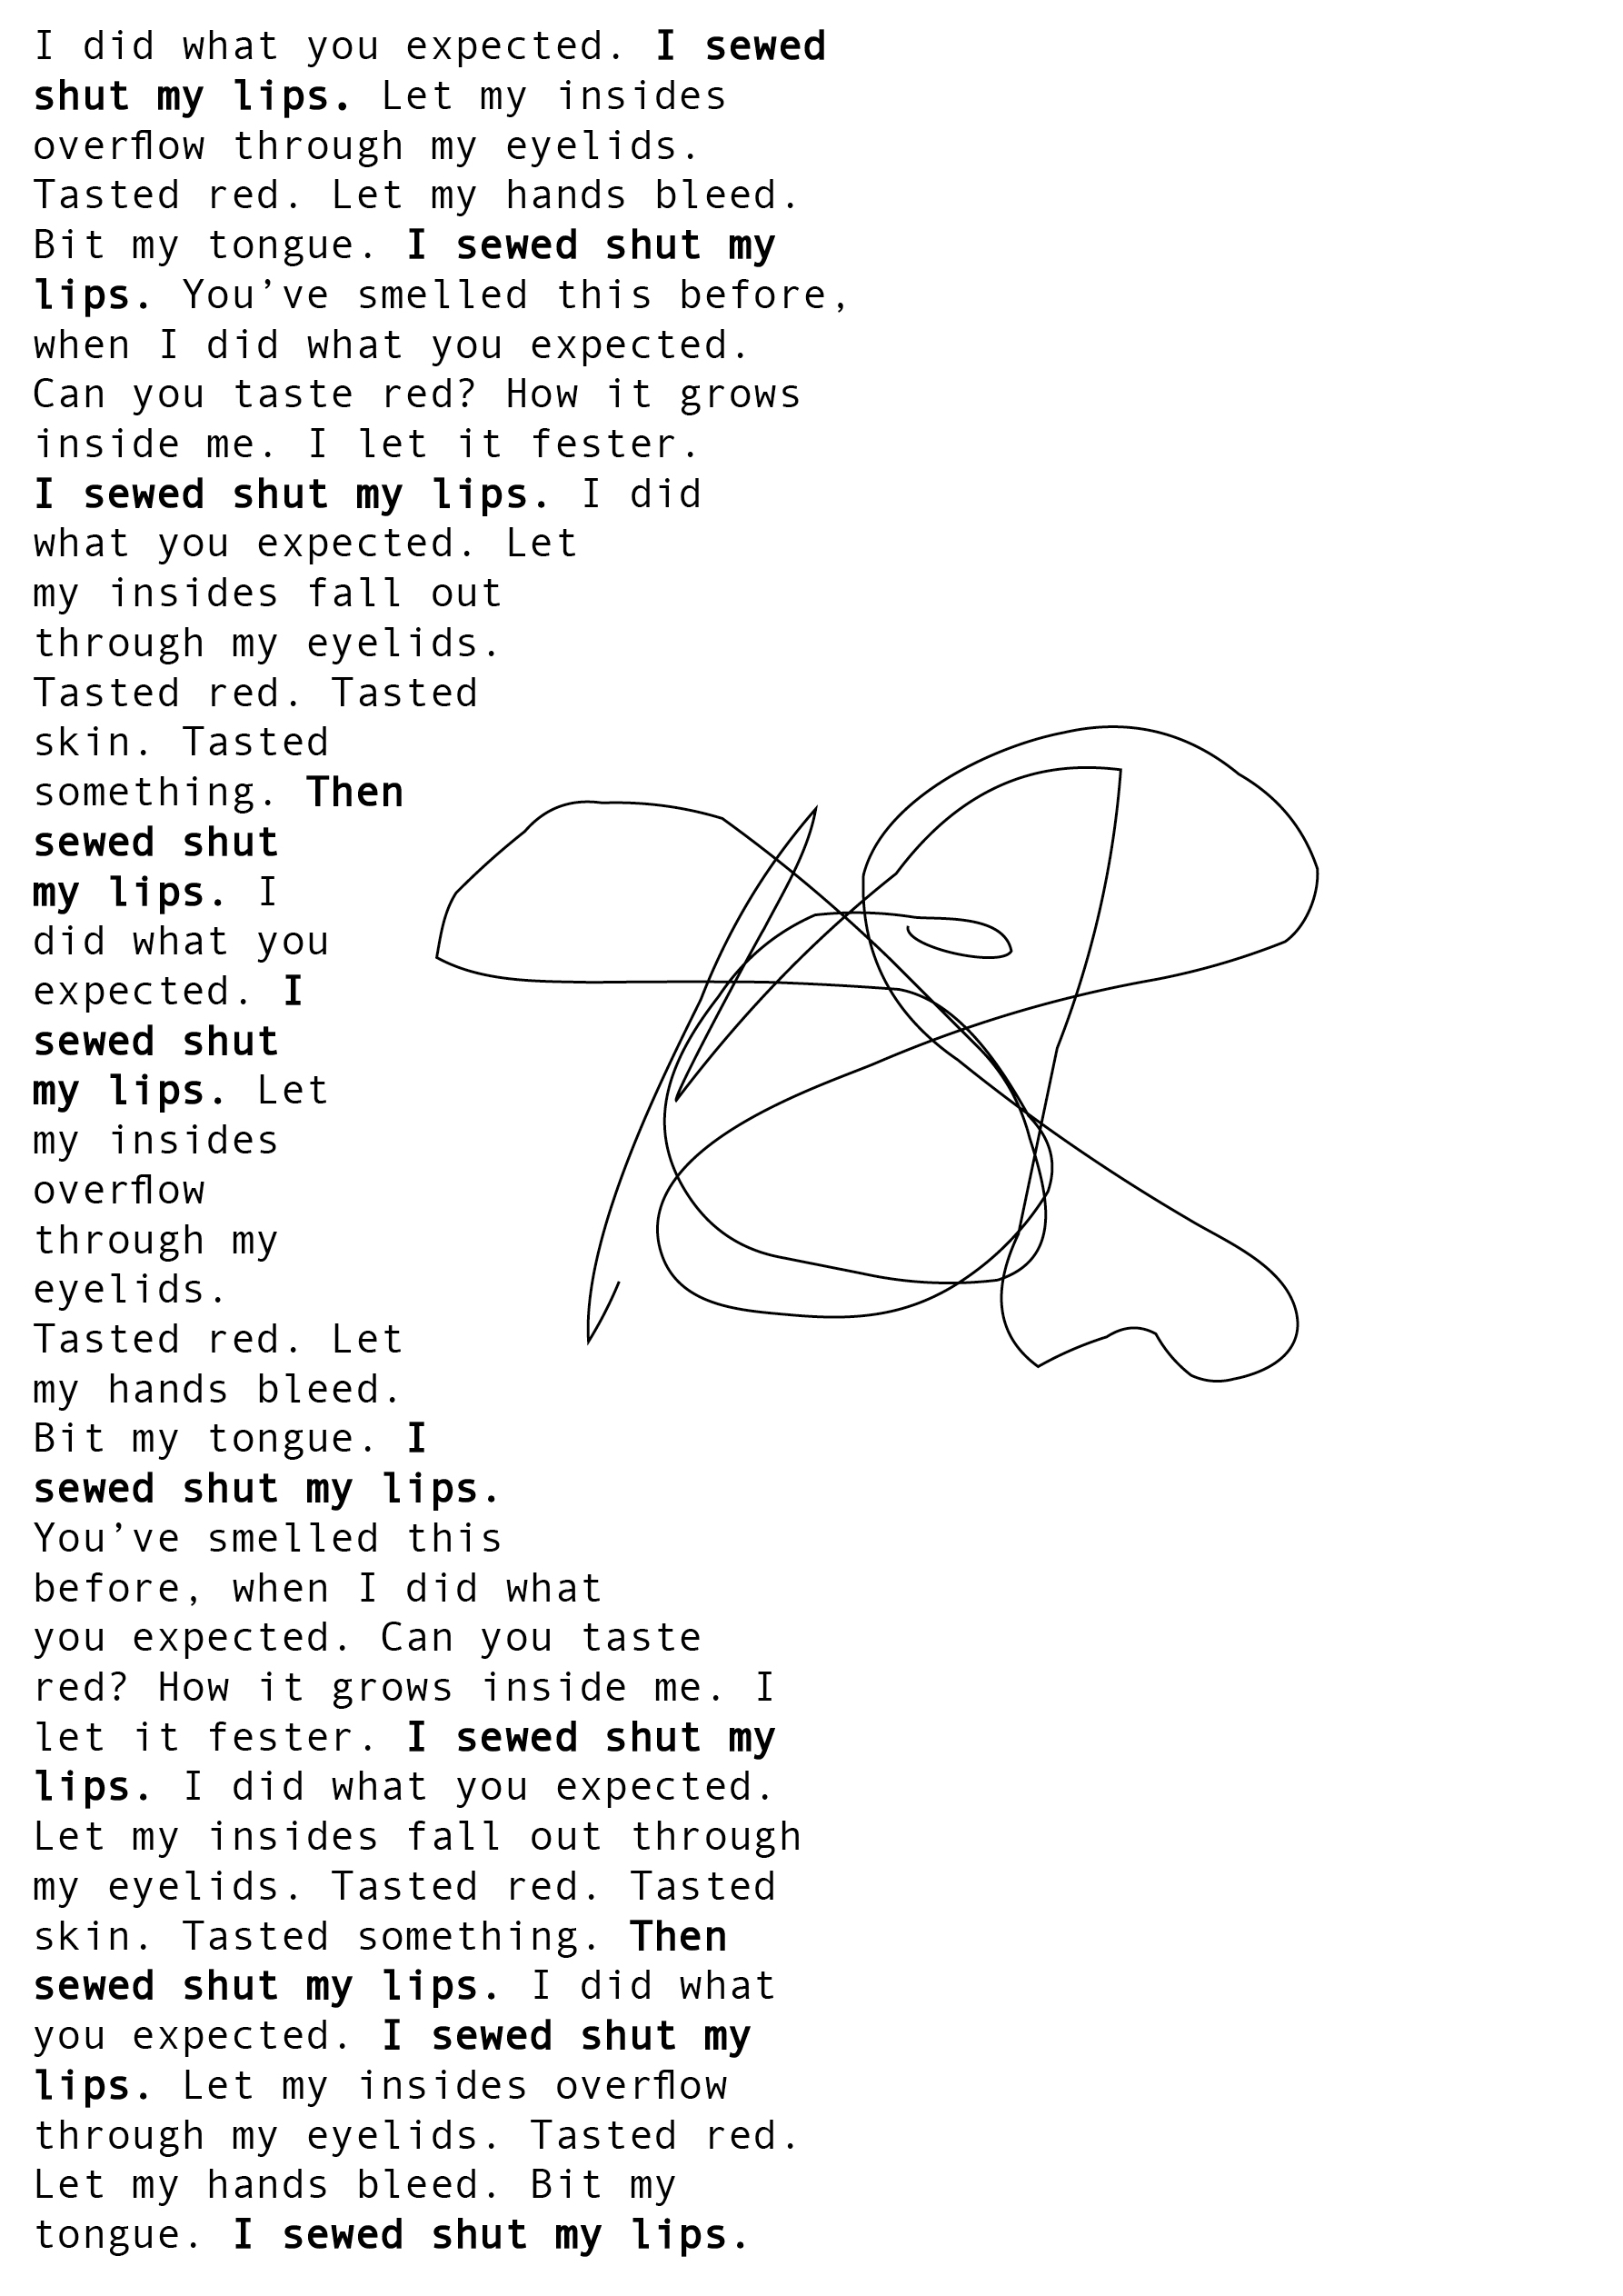 I did what you expected. I sewed
shut my lips. Let my insides
overflow through my eyelids.
Tasted red. Let my hands bleed.
Bit my tongue. I sewed shut my
lips. You’ve smelled this before,
when I did what you expected.
Can you taste red? How it grows
inside me. I let it fester.
I sewed shut my lips. I did
what you expected. Let
my insides fall out
through my eyelids.
Tasted red. Tasted
skin. Tasted
something. Then
sewed shut
my lips. I
did what you
expected. I
sewed shut
my lips. Let
my insides
overflow
through my
eyelids.
Tasted red. Let
my hands bleed.
Bit my tongue. I
sewed shut my lips.
You’ve smelled this
before, when I did what
you expected. Can you taste
red? How it grows inside me. I
let it fester. I sewed shut my
lips. I did what you expected.
Let my insides fall out through
my eyelids. Tasted red. Tasted
skin. Tasted something. Then
sewed shut my lips. I did what
you expected. I sewed shut my
lips. Let my insides overflow
through my eyelids. Tasted red.
Let my hands bleed. Bit my
tongue. I sewed shut my lips.